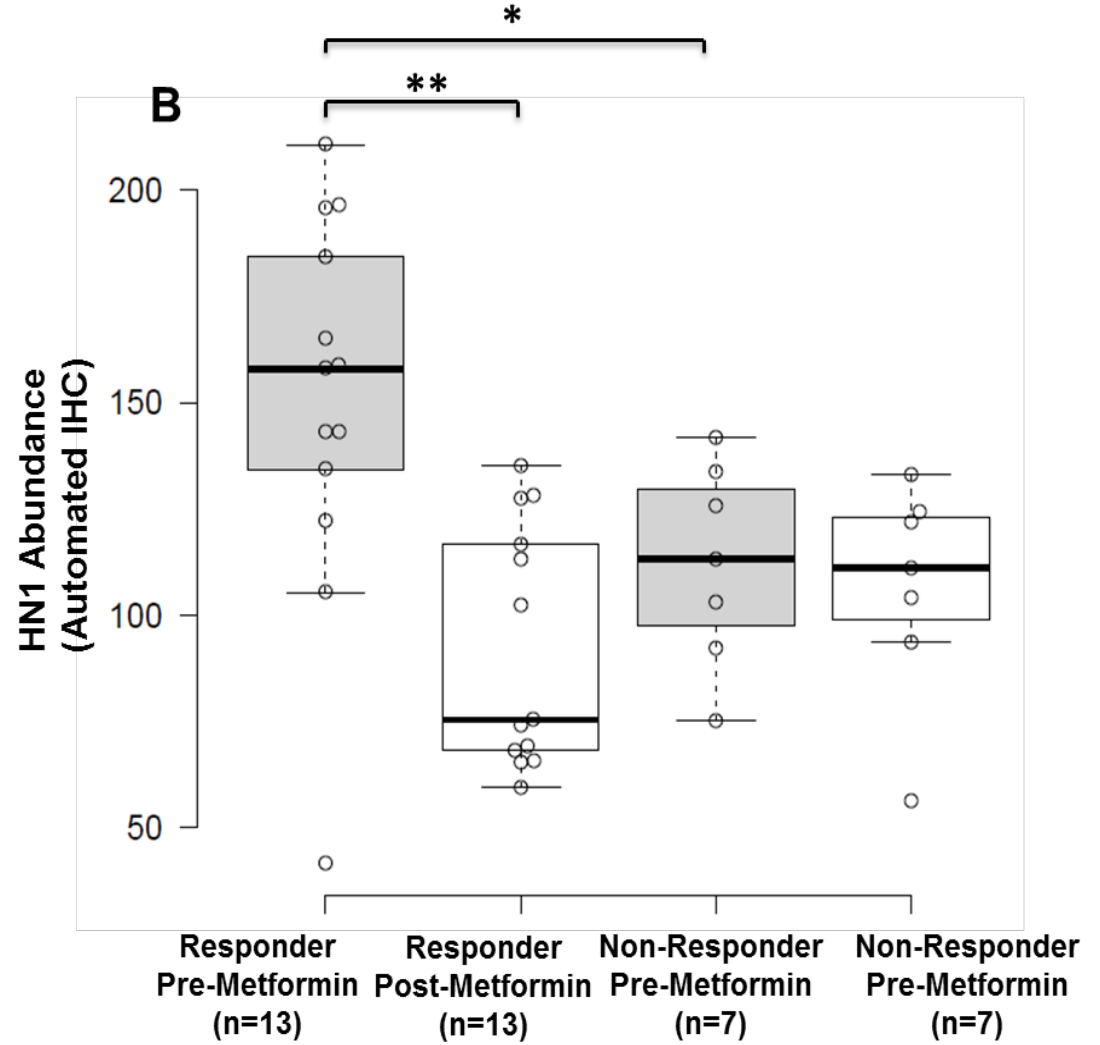 *
**
B
200
150
100
50
HN1 Abundance
(Automated IHC)
Responder
Pre-Metformin
(n=13)
Responder
Post-Metformin
(n=13)
Non-Responder
Pre-Metformin
(n=7)
Non-Responder
Pre-Metformin
(n=7)